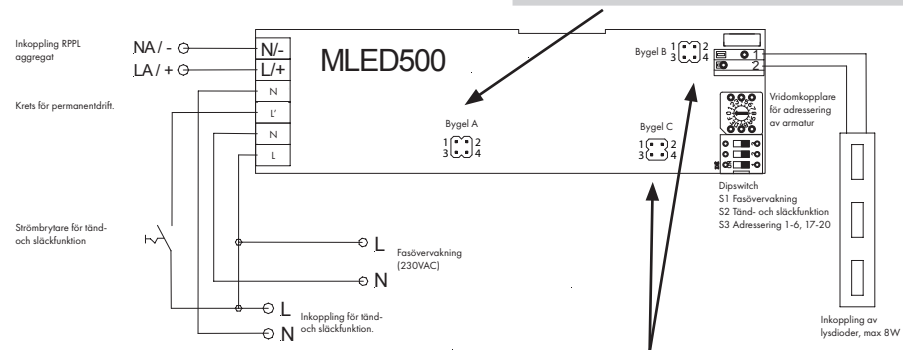 Inkoppling RPPL
aggregat
NA / -
LA / +
N/-
L/+
N
L'
N
L
MLED500
Krets för permanentdrift.
Bygel A
1 2
3 4
Bygel B
1 2
3 4
Bygel C
1 2
3 4
1
2
Vridomkopplare
för adressering
av armatur
Dipswitch
S1 Fasövervakning
S2 Tänd- och släckfunktion
S3 Adressering 1-6, 17-20
Strömbrytare för tänd-
och släckfunktion
L
Fasövervakning
(230VAC)
N
L
Inkoppling för tänd-
och släckfunktion.
N
Inkoppling av
lysdioder, max 8W